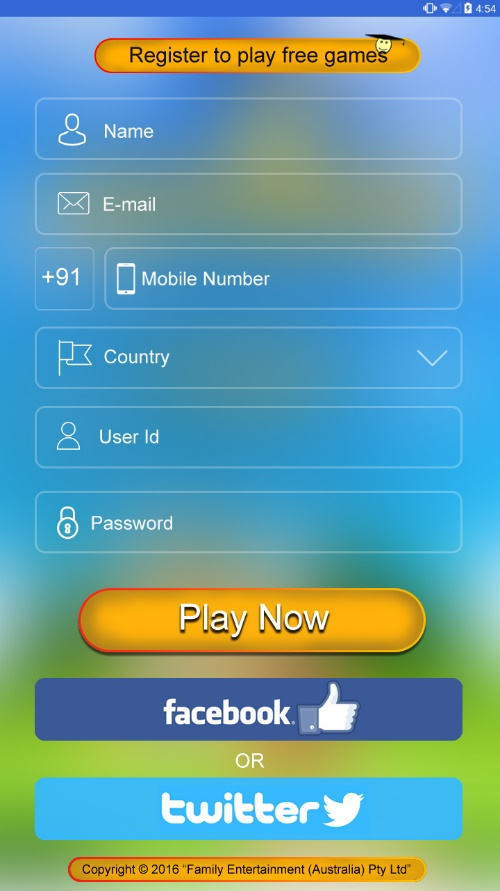 4:54
Register to play free games
Name
E-mail
+91 Mobile Number
Country
User Id
Password
Play Now
facebook
OR
twitter
Copyright © 2016 "Family Entertainment (Australia) Pty Ltd"